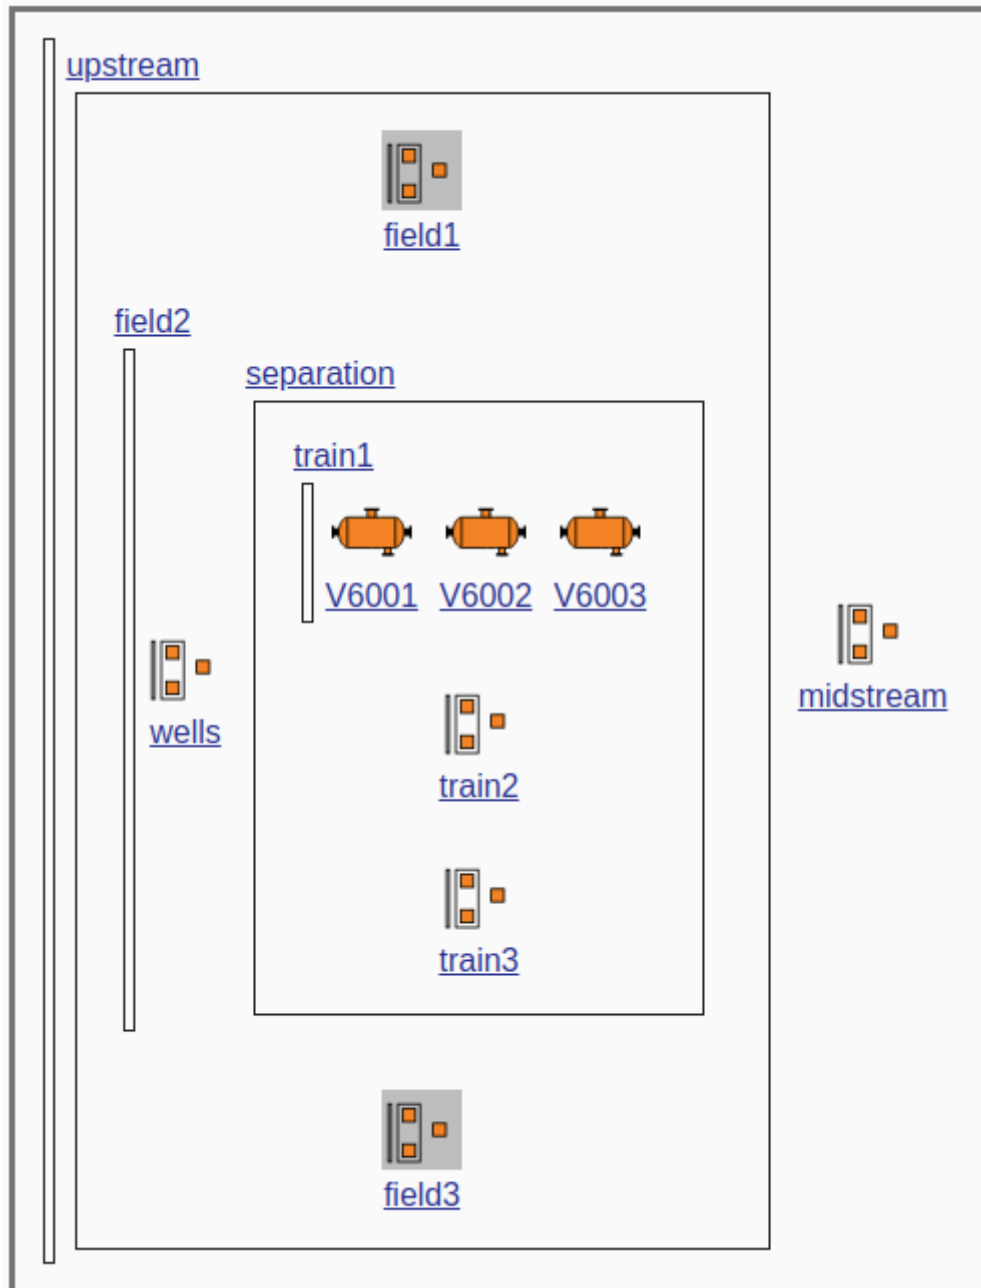 upstream
field1
field2
separation
train1
V6001 V6002 V6003
wells
midstream
train2
train3
field3